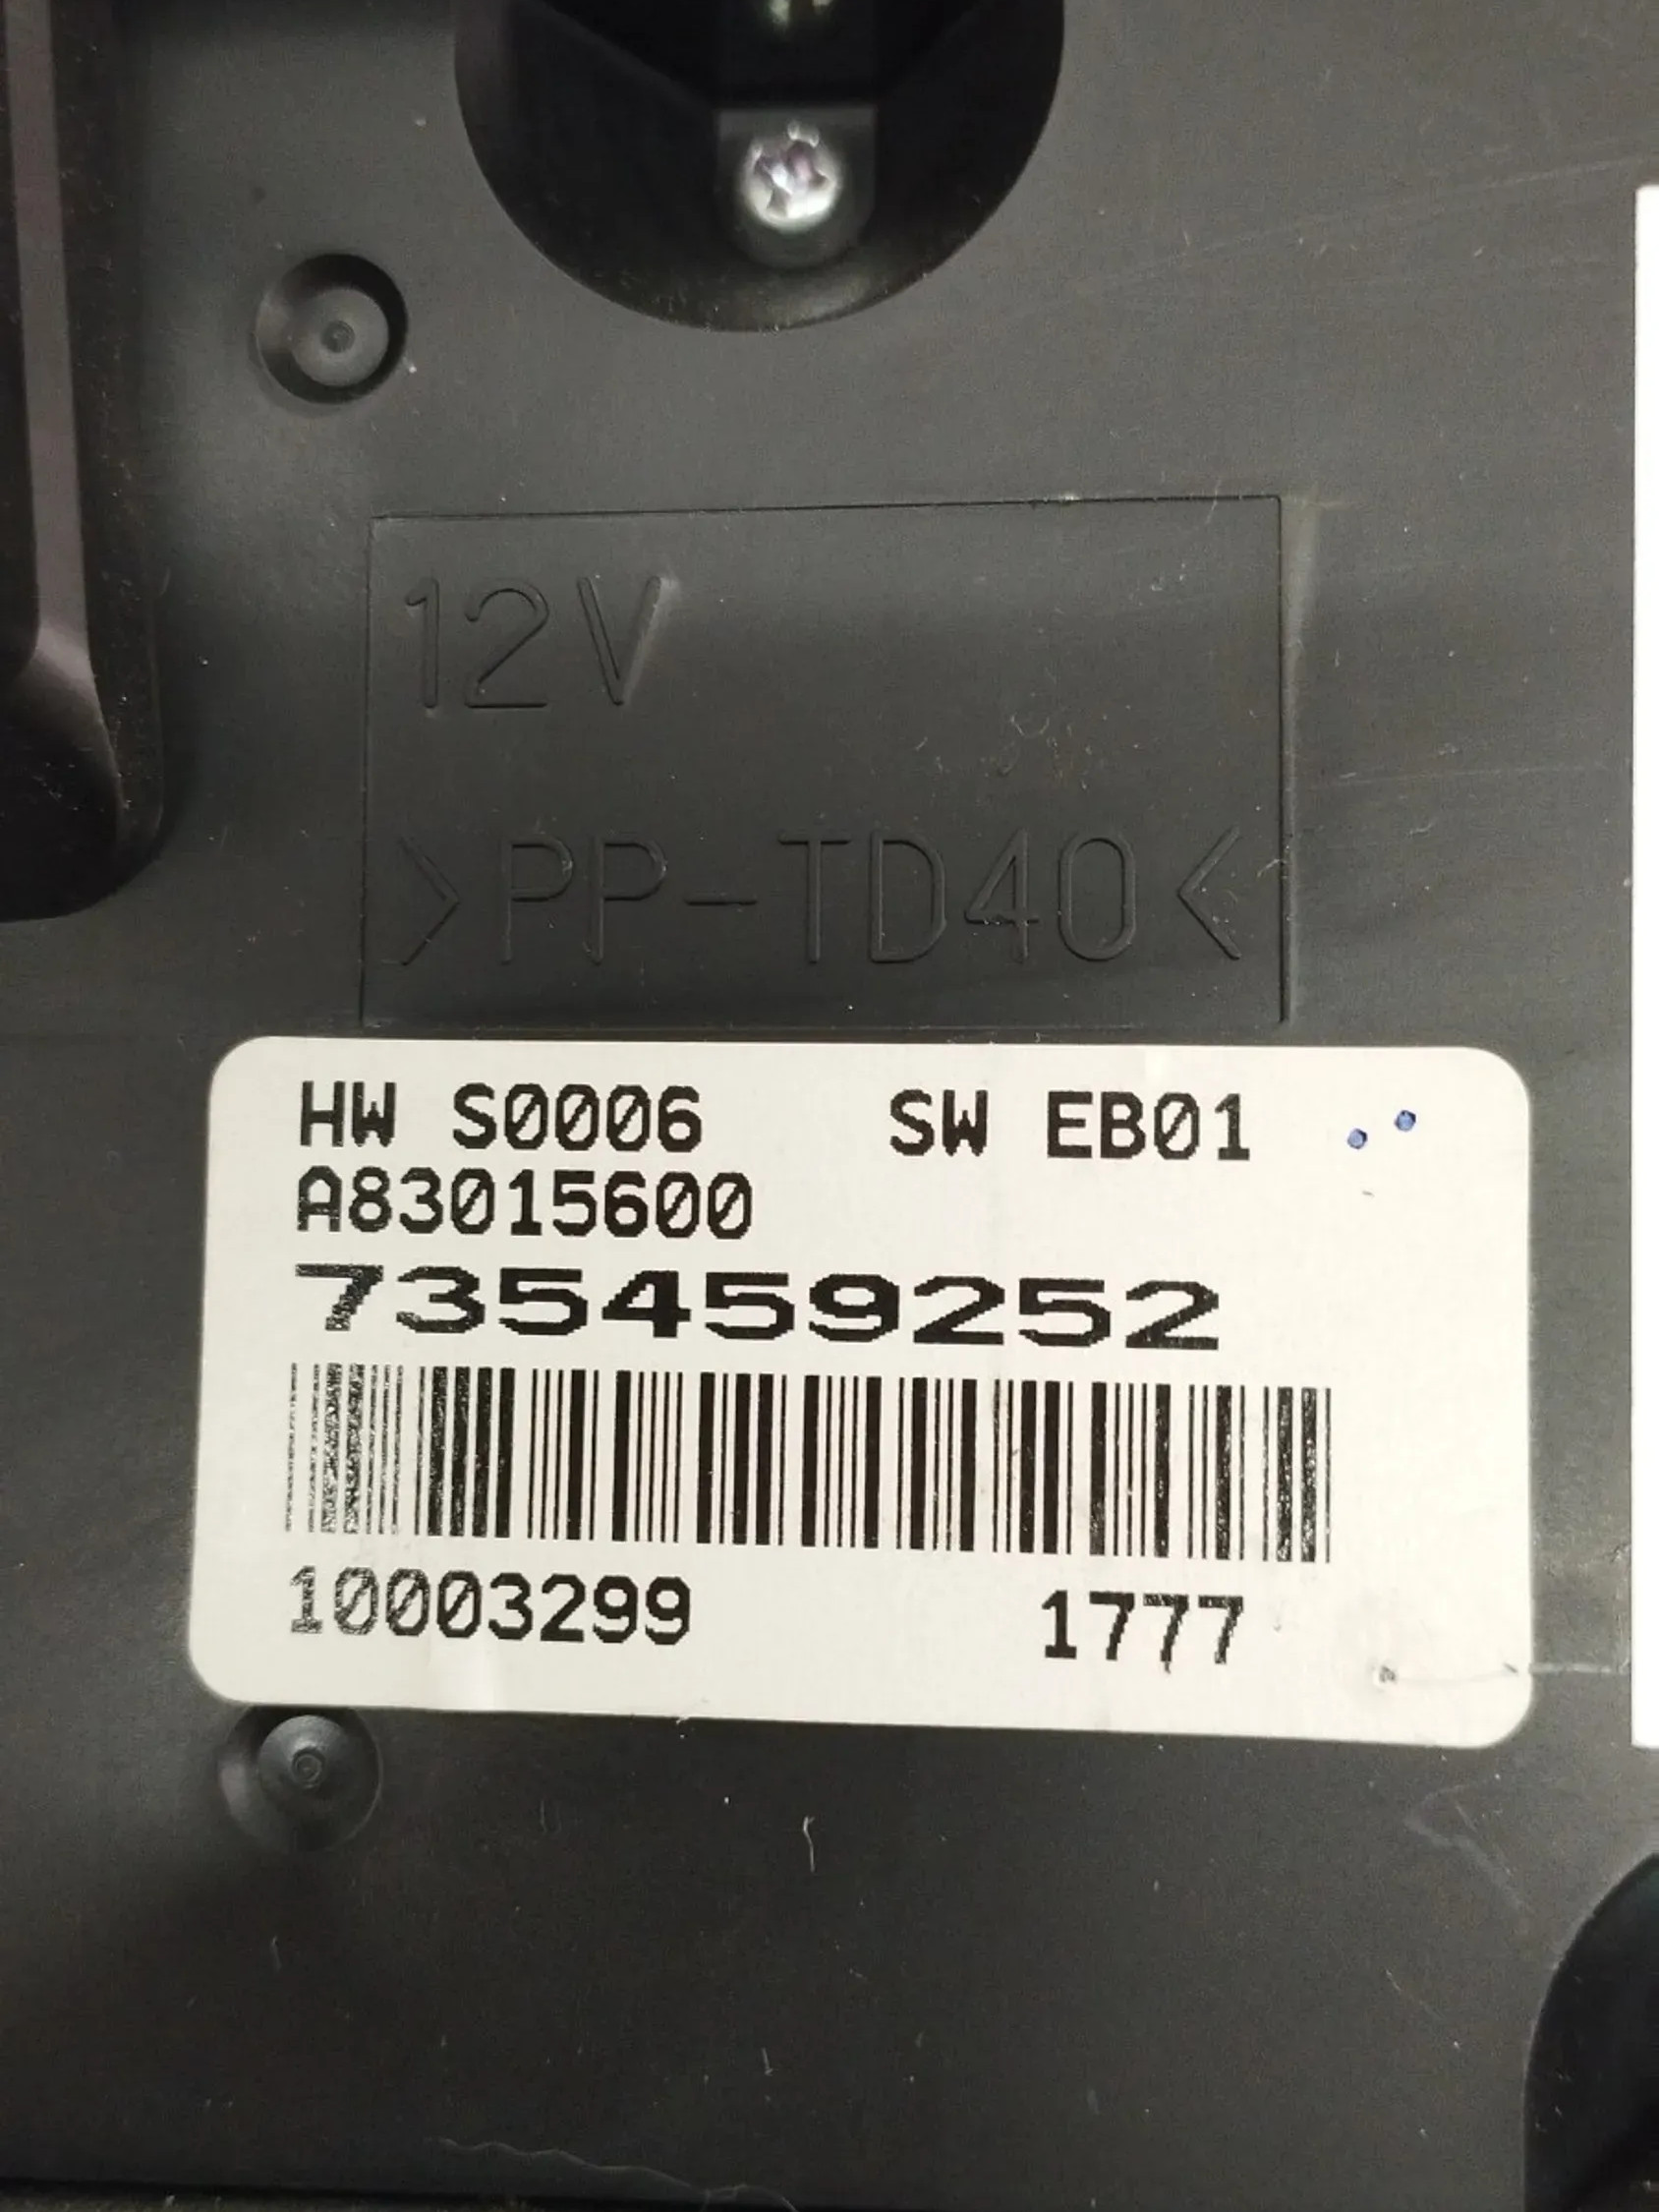 12V
>PP-TD40<
HW S0006 SW EB01
A83015600
735459252
10003299 1777